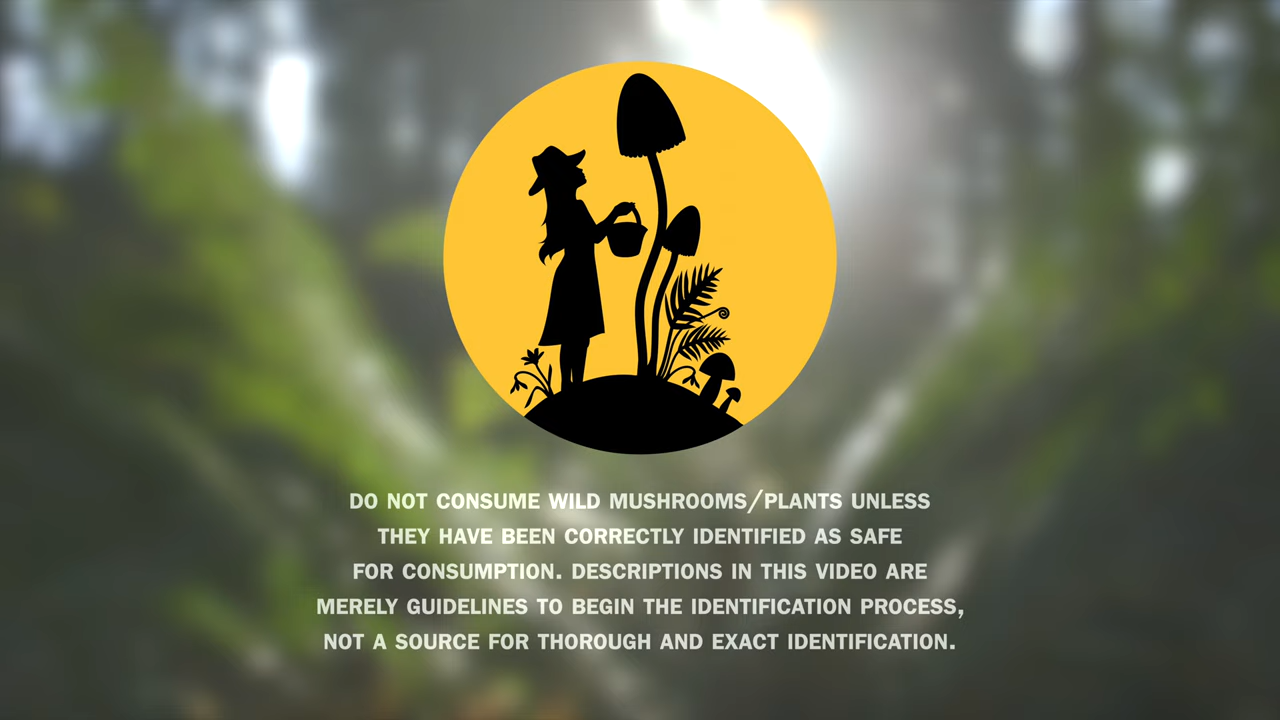 DO NOT CONSUME WILD MUSHROOMS/PLANTS UNLESS
THEY HAVE BEEN CORRECTLY IDENTIFIED AS SAFE
FOR CONSUMPTION. DESCRIPTIONS IN THIS VIDEO ARE
MERELY GUIDELINES TO BEGIN THE IDENTIFICATION PROCESS,
NOT A SOURCE FOR THOROUGH AND EXACT IDENTIFICATION.